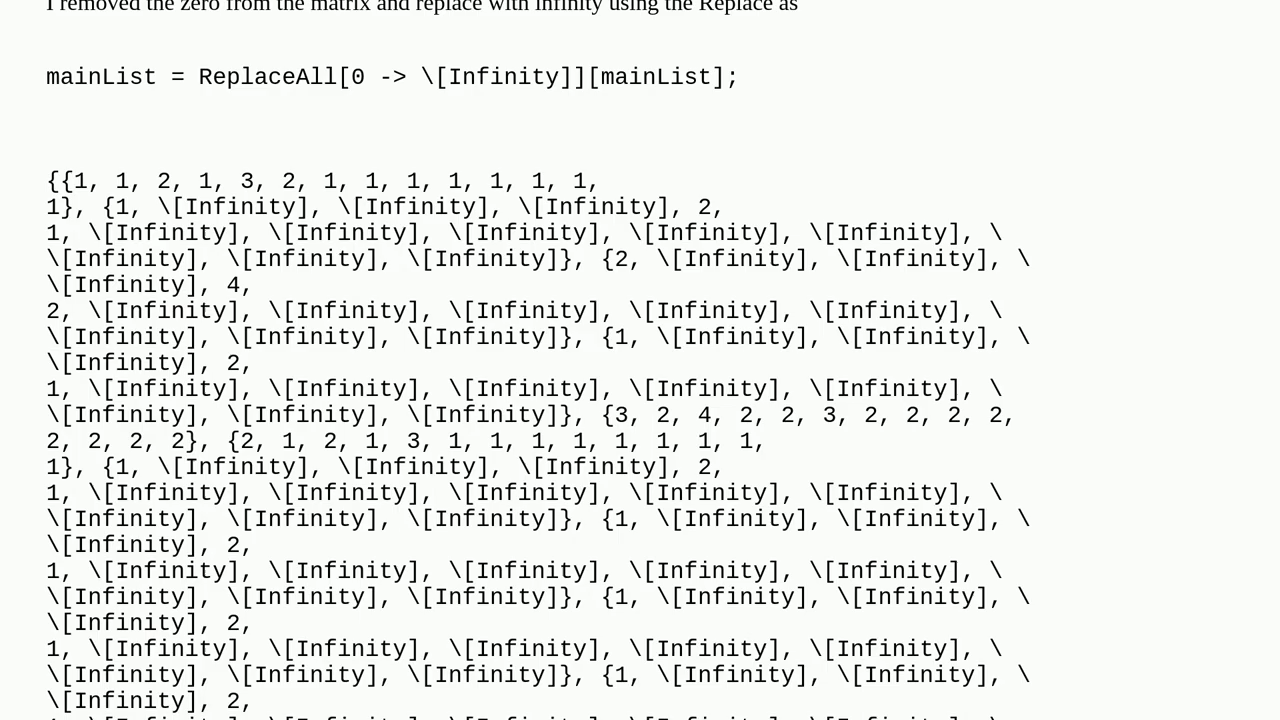 I removed the zero from the matrix and replace with infinity using the Replace as
mainList = ReplaceAll[0 -> \[Infinity]][mainList];
{{1, 1, 2, 1, 3, 2, 1, 1, 1, 1, 1, 1, 1,
1}, {1, \[Infinity], \[Infinity], \[Infinity], 2,
1, \[Infinity], \[Infinity], \[Infinity], \[Infinity], \[Infinity], \
\[Infinity], \[Infinity], \[Infinity]}, {2, \[Infinity], \[Infinity], \
\[Infinity], 4,
2, \[Infinity], \[Infinity], \[Infinity], \[Infinity], \[Infinity], \
\[Infinity], \[Infinity], \[Infinity]}, {1, \[Infinity], \[Infinity], \
\[Infinity], 2,
1, \[Infinity], \[Infinity], \[Infinity], \[Infinity], \[Infinity], \
\[Infinity], \[Infinity], \[Infinity]}, {3, 2, 4, 2, 2, 3, 2, 2, 2, 2,
2, 2, 2, 2}, {2, 1, 2, 1, 3, 1, 1, 1, 1, 1, 1, 1, 1,
1}, {1, \[Infinity], \[Infinity], \[Infinity], 2,
1, \[Infinity], \[Infinity], \[Infinity], \[Infinity], \[Infinity], \
\[Infinity], \[Infinity], \[Infinity]}, {1, \[Infinity], \[Infinity], \
\[Infinity], 2,
1, \[Infinity], \[Infinity], \[Infinity], \[Infinity], \[Infinity], \
\[Infinity], \[Infinity], \[Infinity]}, {1, \[Infinity], \[Infinity], \
\[Infinity], 2,
1, \[Infinity], \[Infinity], \[Infinity], \[Infinity], \[Infinity], \
\[Infinity], \[Infinity], \[Infinity]}, {1, \[Infinity], \[Infinity], \
\[Infinity], 2,